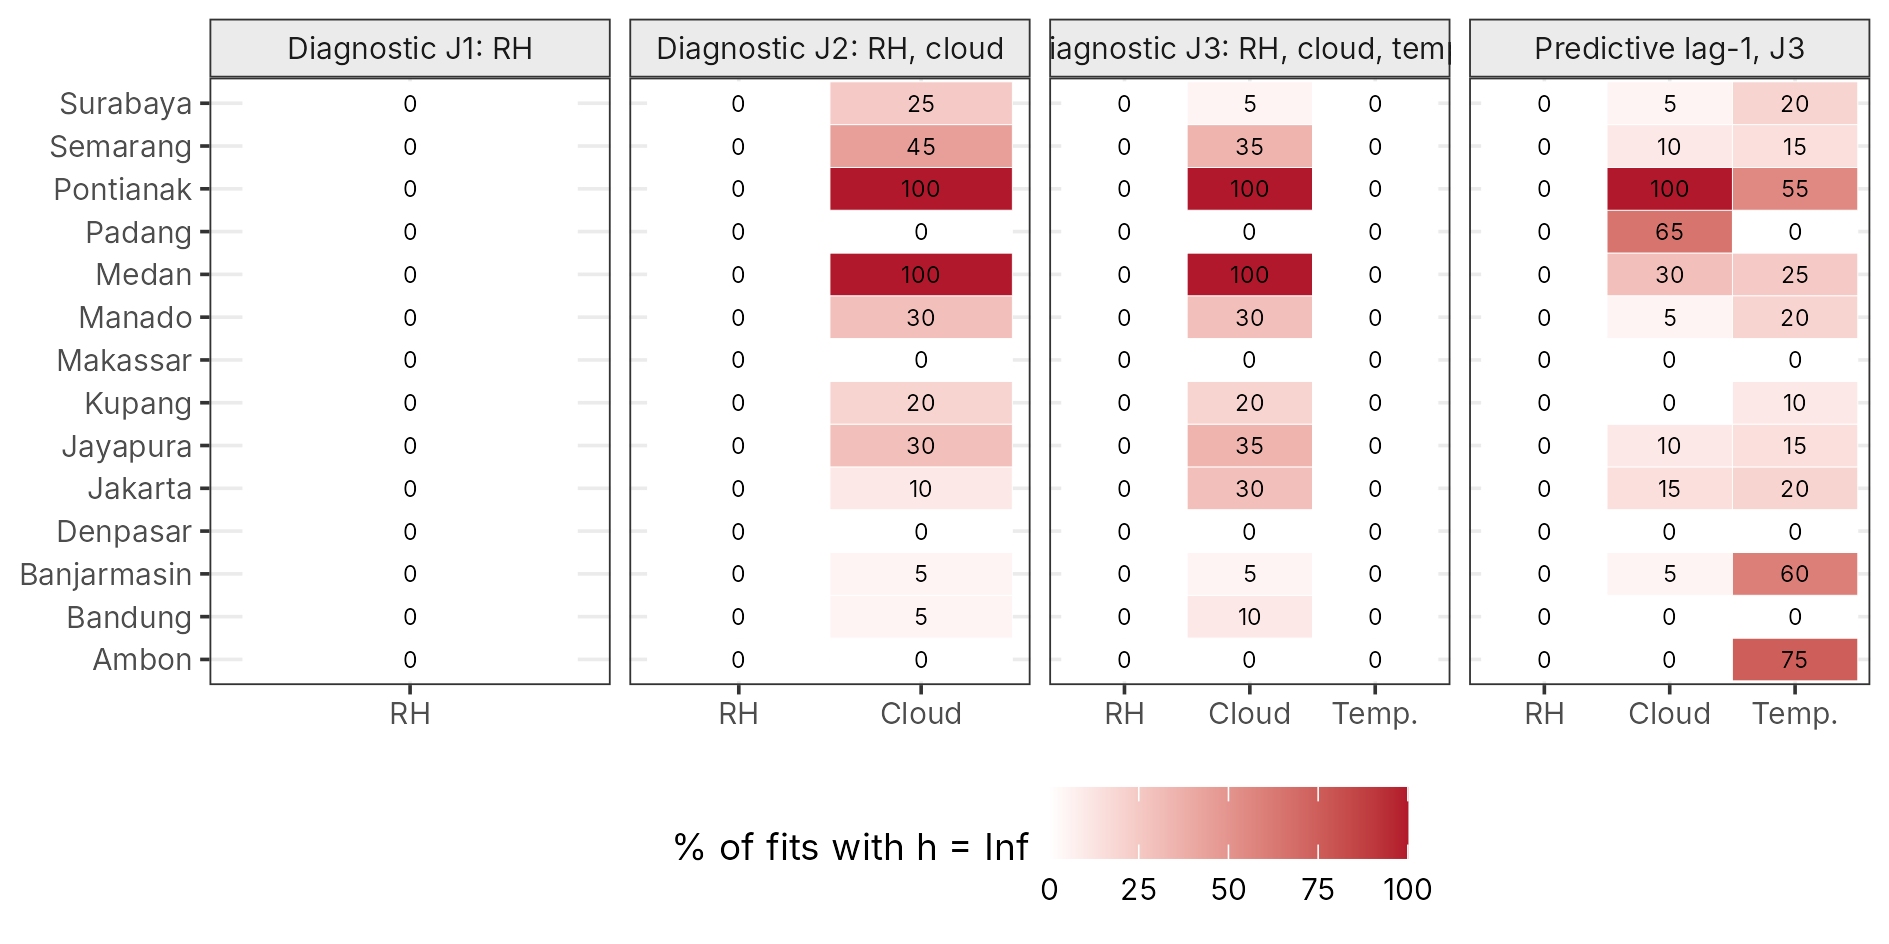 Diagnostic J1: RH Diagnostic J2: RH, cloud iagnostic J3: RH, cloud, tem Predictive lag-1, J3
Surabaya 0 0 25 0 5 0 0 5 20
Semarang 0 0 45 0 35 0 0 10 15
Pontianak 0 0 100 0 100 0 0 100 55
Padang 0 0 0 0 0 0 0 65 0
Medan 0 0 100 0 100 0 0 30 25
Manado 0 0 30 0 30 0 0 5 20
Makassar 0 0 0 0 0 0 0 0 0
Kupang 0 0 20 0 20 0 0 0 10
Jayapura 0 0 30 0 35 0 0 10 15
Jakarta 0 0 10 0 30 0 0 15 20
Denpasar 0 0 0 0 0 0 0 0 0
Banjarmasin 0 0 5 0 5 0 0 5 60
Bandung 0 0 5 0 10 0 0 0 0
Ambon 0 0 0 0 0 0 0 0 75
RH RH Cloud RH Cloud Temp. RH Cloud Temp.
% of fits with h = Inf
0 25 50 75 100